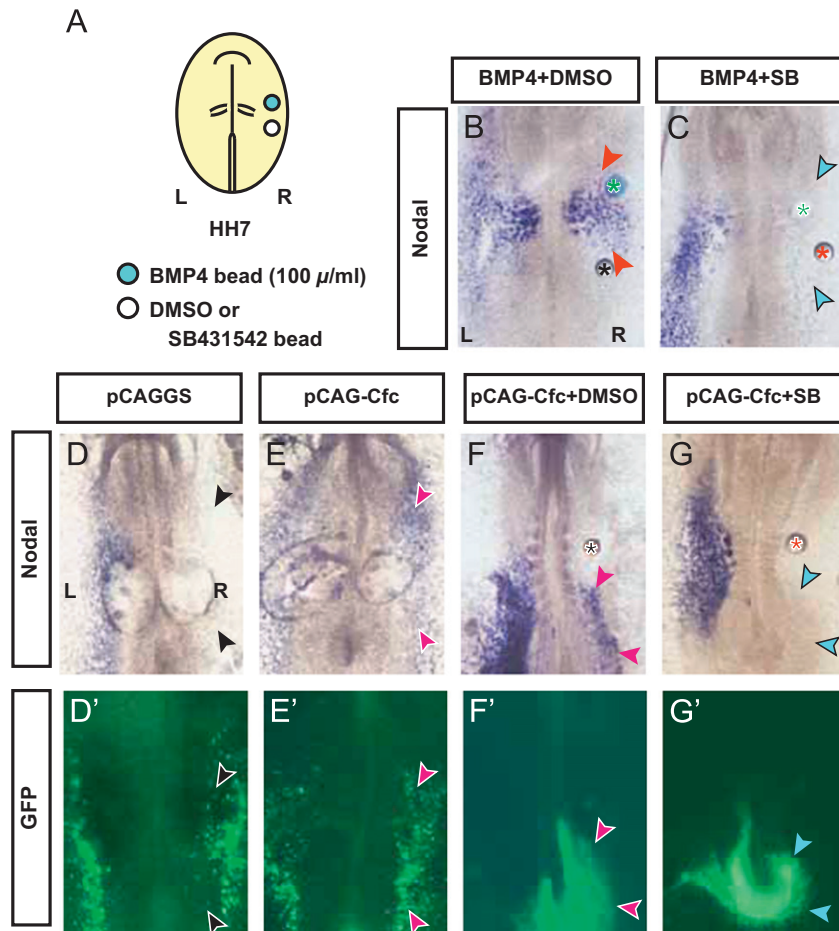 A
L R
HH7
BMP4 bead (100 µ/ml)
DMSO or
SB431542 bead
BMP4+DMSO BMP4+SB
Nodal
B C
L R
pCAGGS pCAG-Cfc pCAG-Cfc+DMSO pCAG-Cfc+SB
Nodal
D E F G
L R
GFP
D' E' F' G'